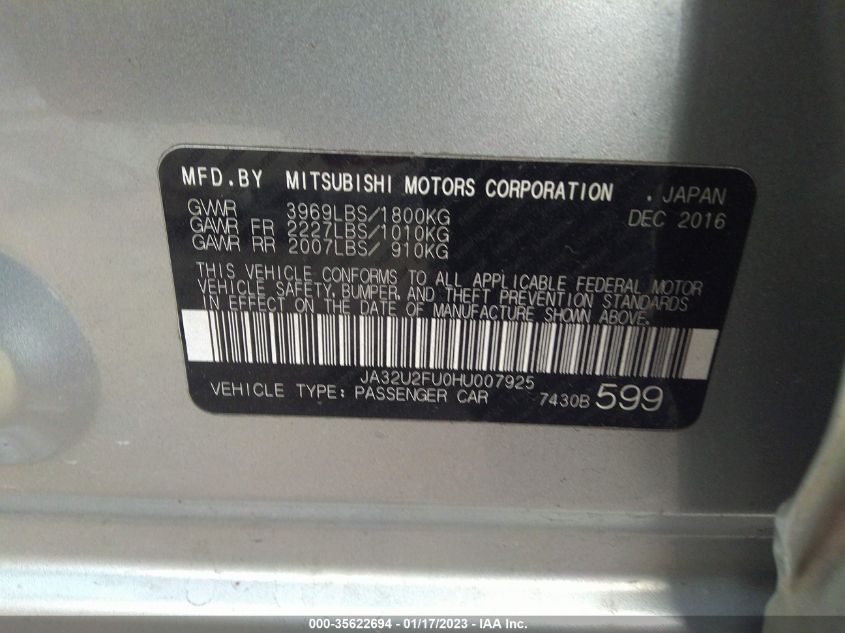 MFD.BY MITSUBISHI MOTORS CORPORATION . JAPAN
DEC 2016
GVWR 3969LBS/1800KG
GAWR FR 2227LBS/1010KG
GAWR RR 2007LBS/ 910KG
THIS VEHICLE CONFORMS TO ALL APPLICABLE FEDERAL MOTOR
VEHICLE SAFETY, BUMPER, AND THEFT PREVENTION STANDARDS
IN EFFECT ON THE DATE OF MANUFACTURE SHOWN ABOVE.
JA32U2FU0HU007925
VEHICLE TYPE: PASSENGER CAR 7430B 599
000-35622694 - 01/17/2023 - IAA Inc.